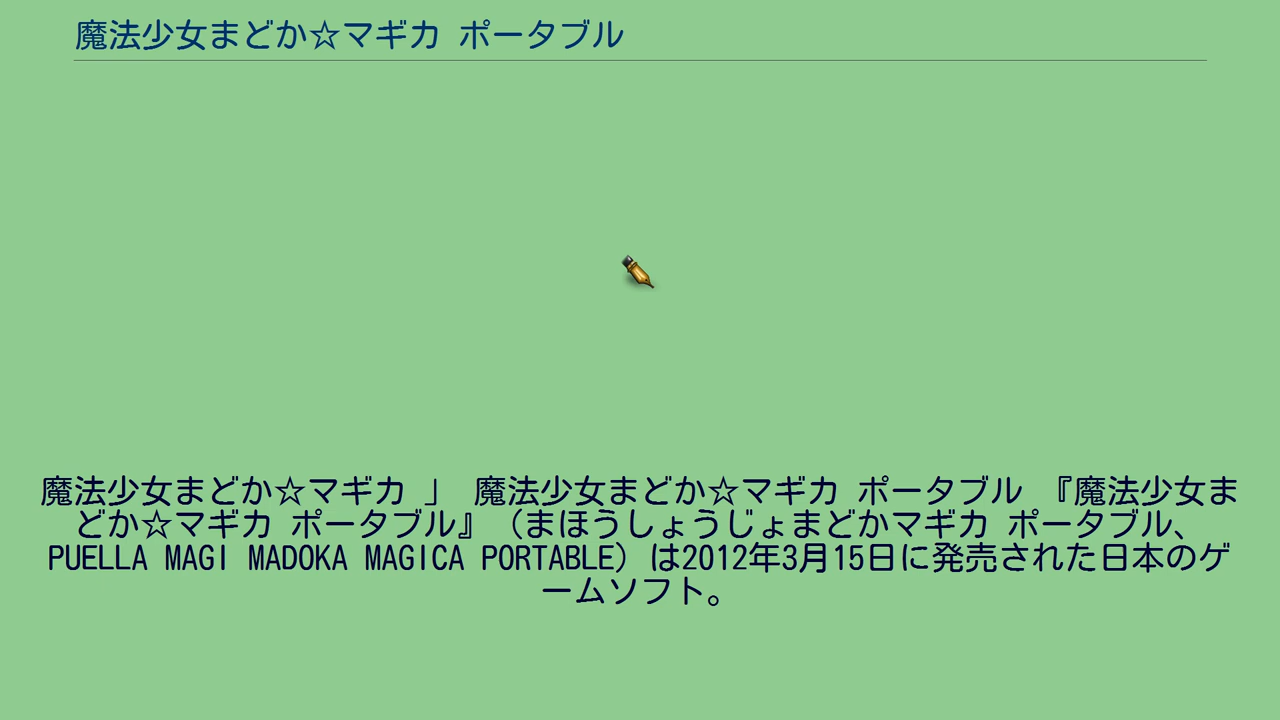 魔法少女まどか☆マギカ ポータブル
魔法少女まどか☆マギカ 」 魔法少女まどか☆マギカ ポータブル 『魔法少女ま
どか☆マギカ ポータブル』（まほうしょうじょまどかマギカ ポータブル、
PUELLA MAGI MADOKA MAGICA PORTABLE）は2012年3月15日に発売された日本のゲ
ームソフト。